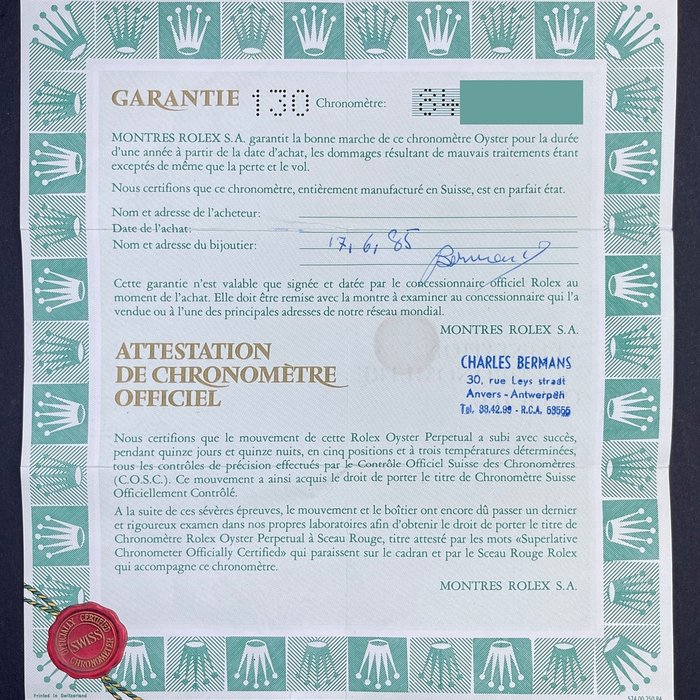 GARANTIE 130 Chronomètre: 84
MONTRES ROLEX S.A. garantit la bonne marche de ce chronomètre Oyster pour la durée
d'une année à partir de la date d'achat, les dommages résultant de mauvais traitements étant
exceptés de même que la perte et le vol.
Nous certifions que ce chronomètre, entièrement manufacturé en Suisse, est en parfait état.
Nom et adresse de l'acheteur:
Date de l'achat:
17, 6, 85
Nom et adresse du bijoutier:
Bermans
Cette garantie n'est valable que signée et datée par le concessionnaire officiel Rolex au
moment de l'achat. Elle doit être remise avec la montre à examiner au concessionnaire qui l'a
vendue ou à l'une des principales adresses de notre réseau mondial.
MONTRES ROLEX S.A.
ATTESTATION
DE CHRONOMÈTRE
OFFICIEL
CHARLES BERMANS
30, rue Leys straat
Anvers - Antwerpen
Tel. 33.42.99 - R.C.A. 59555
Nous certifions que le mouvement de cette Rolex Oyster Perpetual a subi avec succès,
pendant quinze jours et quinze nuits, en cinq positions et à trois températures déterminées,
tous les contrôles de précision effectués par le Contrôle Officiel Suisse des Chronomètres
(C.O.S.C.). Ce mouvement a ainsi acquis le droit de porter le titre de Chronomètre Suisse
Officiellement Contrôlé.
A la suite de ces sévères épreuves, le mouvement et le boîtier ont encore dû passer un dernier
et rigoureux examen dans nos propres laboratoires afin d'obtenir le droit de porter le titre de
Chronomètre Rolex Oyster Perpetual à Sceau Rouge, titre attesté par les mots «Superlative
Chronometer Officially Certified» qui paraissent sur le cadran et par le Sceau Rouge Rolex
qui accompagne ce chronomètre.
MONTRES ROLEX S.A.
OFFICIALLY CERTIFIED
SWISS
CHRONOMETER
Printed in Switzerland
574.00.250.84